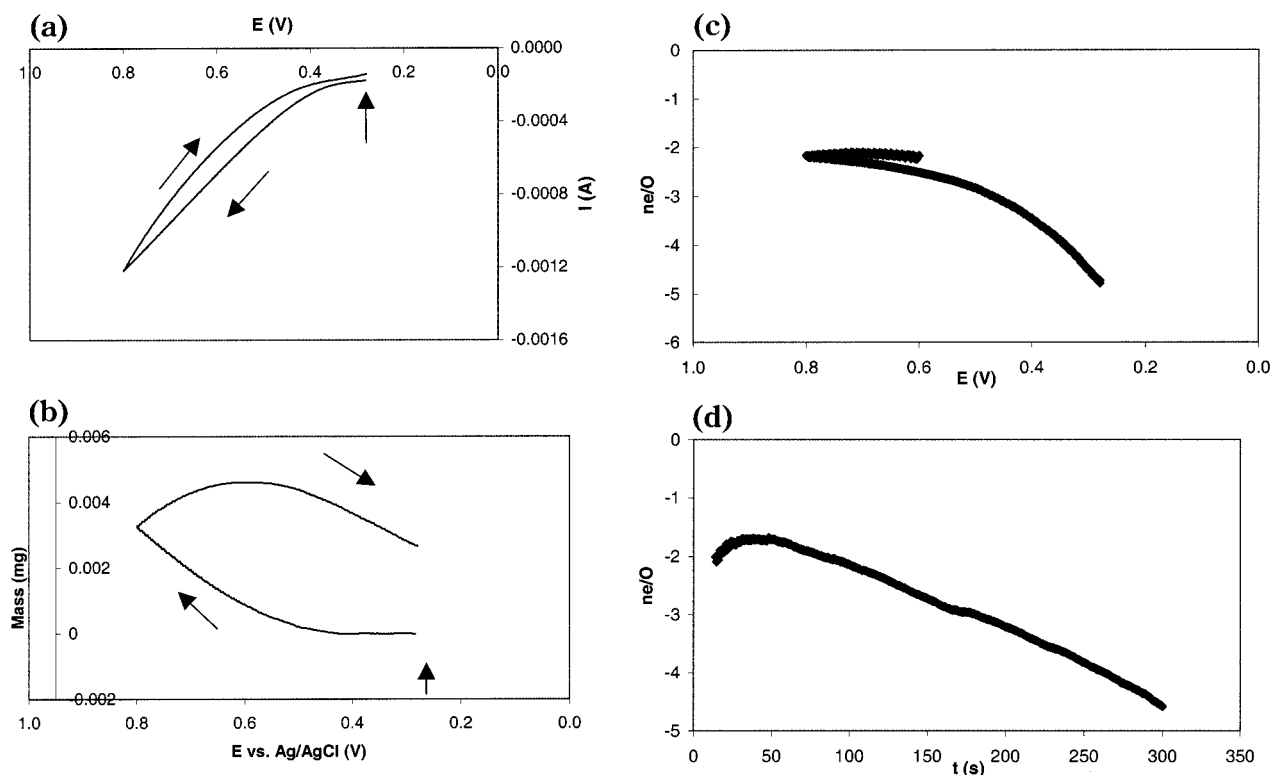 (a)
E (V)
1.0 0.8 0.6 0.4 0.2 0.0
0.0000
-0.0004
-0.0008
-0.0012
-0.0016
I (A)
(b)
0.006
0.004
0.002
0
-0.002
Mass (mg)
1.0 0.8 0.6 0.4 0.2 0.0
E vs. Ag/AgCl (V)
(c)
0
-1
-2
-3
-4
-5
-6
ne/O
1.0 0.8 0.6 0.4 0.2 0.0
E (V)
(d)
0
-1
-2
-3
-4
-5
ne/O
0 50 100 150 200 250 300 350
t (s)